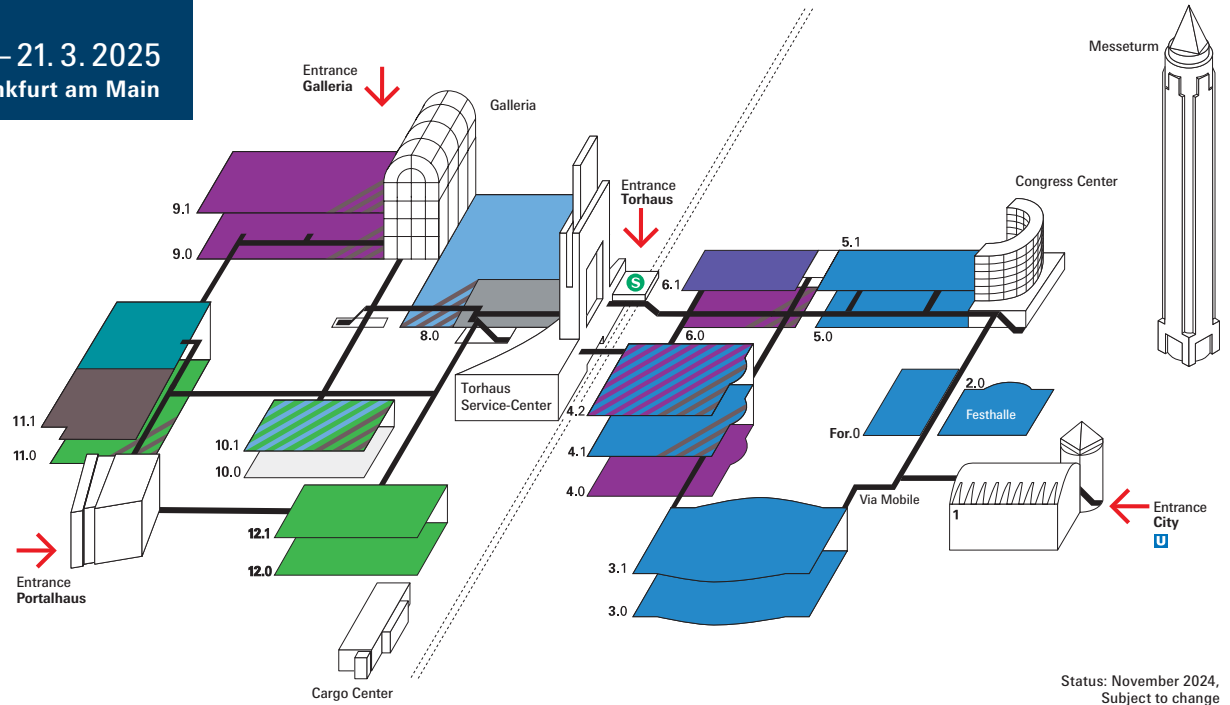 – 21. 3. 2025
nkfurt am Main
Messeturm
Entrance
Galleria
Galleria
Entrance
Torhaus
Congress Center
9.1
9.0
S
5.1
6.1
8.0
6.0
5.0
Torhaus
Service-Center
2.0
Festhalle
4.2
11.1
For.0
10.1
4.1
11.0
10.0
4.0
Via Mobile
1
Entrance
City
U
12.1
3.1
12.0
Entrance
Portalhaus
3.0
Cargo Center
Status: November 2024,
Subject to change